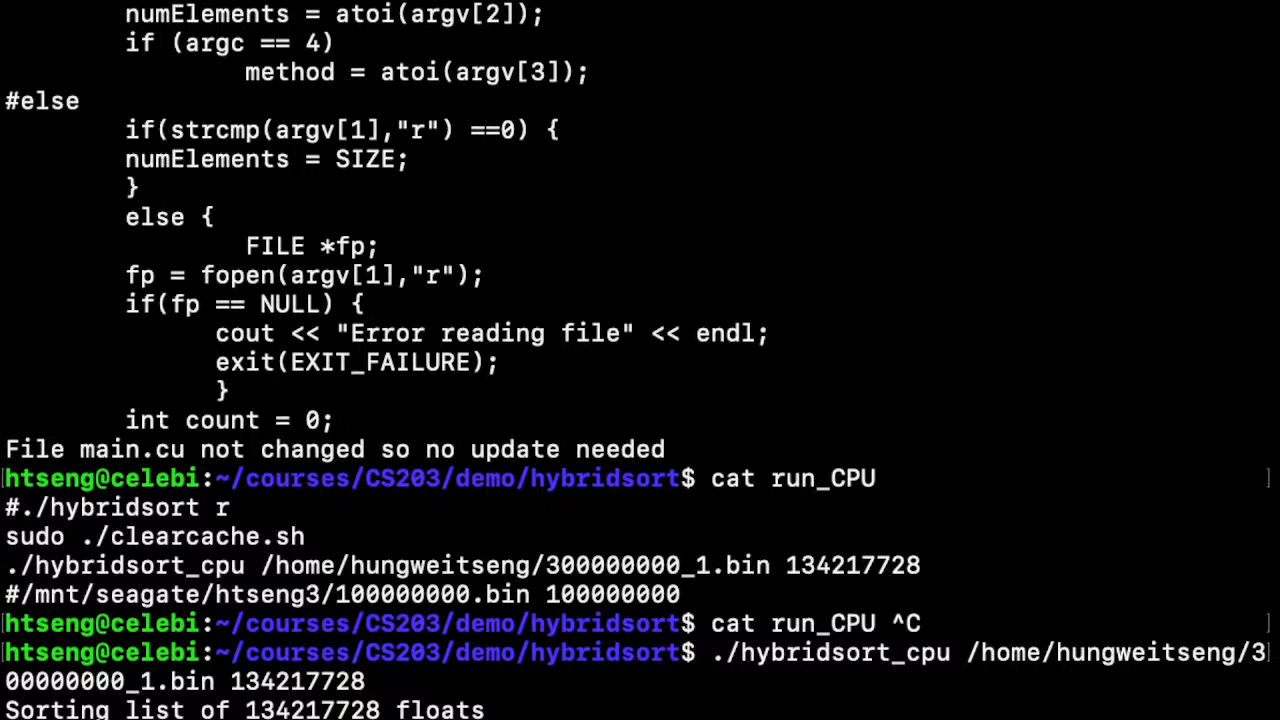 numElements = atoi(argv[2]);
if (argc == 4)
method = atoi(argv[3]);
#else
if(strcmp(argv[1],"r") ==0) {
numElements = SIZE;
}
else {
FILE *fp;
fp = fopen(argv[1],"r");
if(fp == NULL) {
cout << "Error reading file" << endl;
exit(EXIT_FAILURE);
}
int count = 0;
File main.cu not changed so no update needed
[htseng@celebi:~/courses/CS203/demo/hybridsort$ cat run_CPU ]
#./hybridsort r
sudo ./clearcache.sh
./hybridsort_cpu /home/hungweitseng/300000000_1.bin 134217728
#/mnt/seagate/htseng3/100000000.bin 100000000
[htseng@celebi:~/courses/CS203/demo/hybridsort$ cat run_CPU ^C ]
[htseng@celebi:~/courses/CS203/demo/hybridsort$ ./hybridsort_cpu /home/hungweitseng/3]
00000000_1.bin 134217728
Sorting list of 134217728 floats